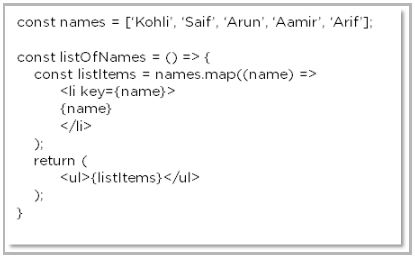 const names = [‘Kohli’, ‘Saif’, ‘Arun’, ‘Aamir’, ‘Arif’];
const listOfNames = () => {
const listItems = names.map((name) =>
<li key={name}>
{name}
</li>
);
return (
<ul>{listItems}</ul>
);
}